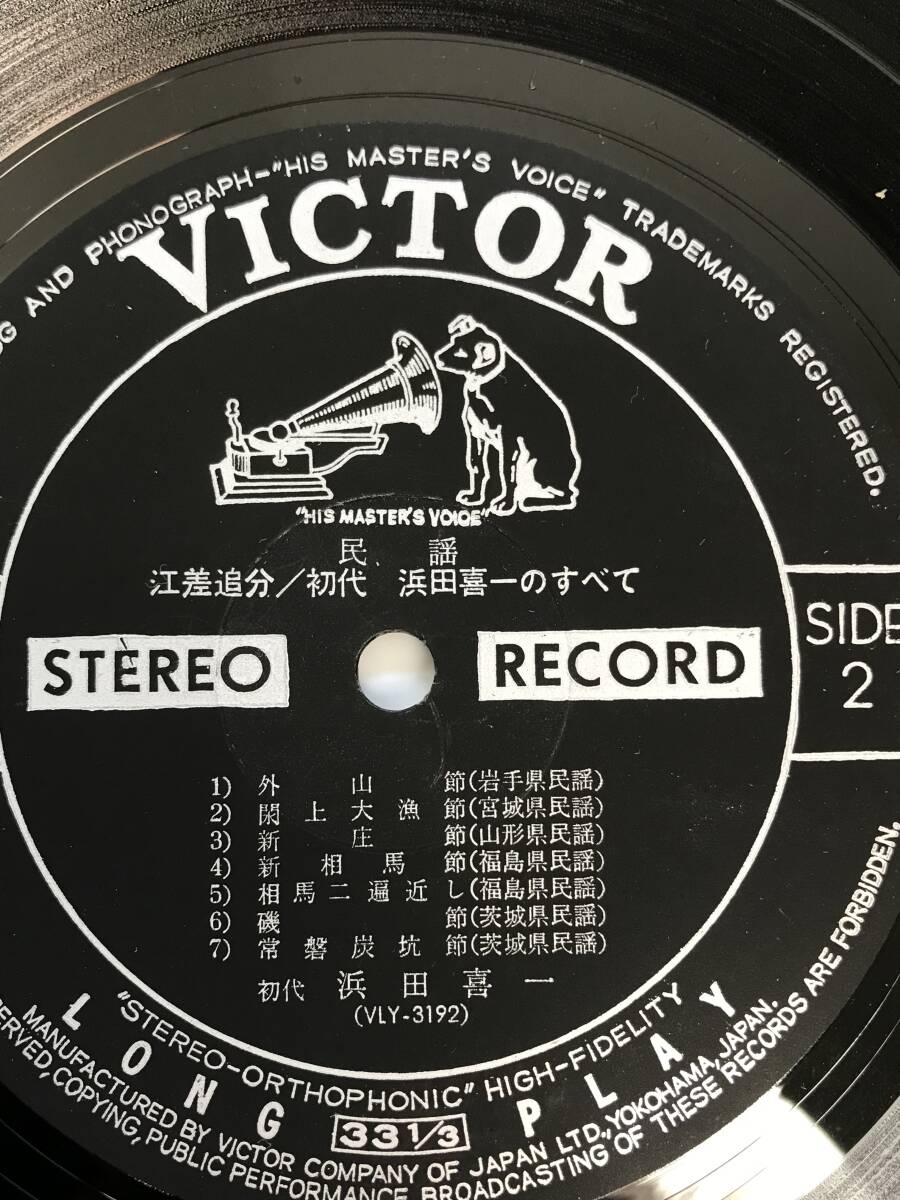 AND PHONOGRAPH-"HIS MASTER'S VOICE" TRADEMARKS REGISTERED.
VICTOR
"HIS MASTER'S VOICE"
民 謡
江差追分/初代 浜田喜一のすべて
STEREO RECORD
SIDE
2
1) 外山節(岩手県民謡)
2) 閖上大漁節(宮城県民謡)
3) 新庄節(山形県民謡)
4) 新相馬節(福島県民謡)
5) 相馬二遍近し(福島県民謡)
6) 磯節(茨城県民謡)
7) 常磐炭坑節(茨城県民謡)
初代 浜田喜一
(VLY-3192)
"STEREO-ORTHOPHONIC" HIGH-FIDELITY
LONG 33 1/3 PLAY
MANUFACTURED BY VICTOR COMPANY OF JAPAN LTD., YOKOHAMA, JAPAN.
COPYING, PUBLIC PERFORMANCE, BROADCASTING OF THESE RECORDS ARE FORBIDDEN.